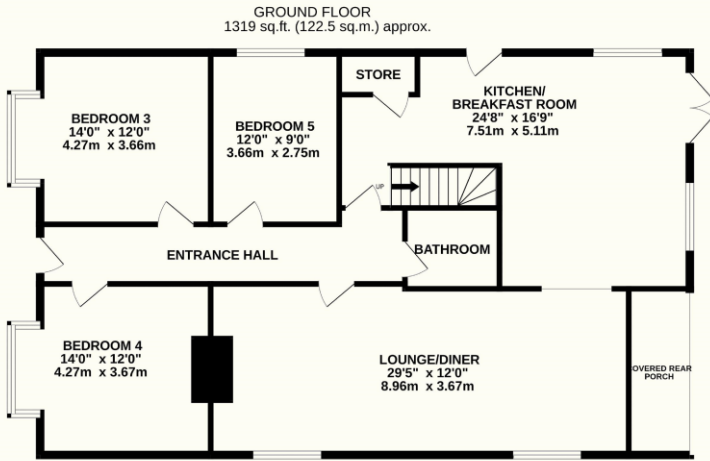 GROUND FLOOR
1319 sq.ft. (122.5 sq.m.) approx.
STORE
KITCHEN/
BREAKFAST ROOM
24'8" x 16'9"
7.51m x 5.11m
BEDROOM 3
14'0" x 12'0"
4.27m x 3.66m
BEDROOM 5
12'0" x 9'0"
3.66m x 2.75m
UP
ENTRANCE HALL
BATHROOM
BEDROOM 4
14'0" x 12'0"
4.27m x 3.67m
LOUNGE/DINER
29'5" x 12'0"
8.96m x 3.67m
OVERED REAR
PORCH